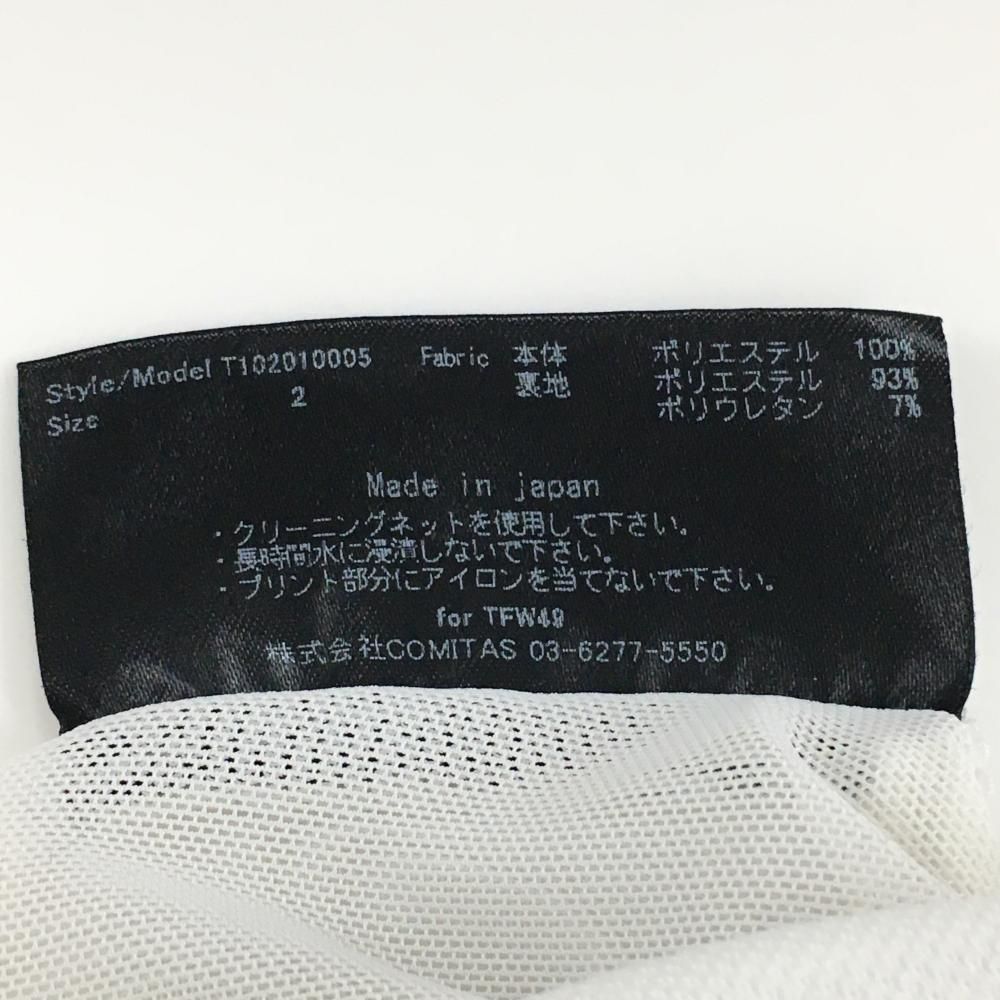 Style/Model T102010005 Fabric 本体 ポリエステル 100%
Size 2 裏地 ポリエステル 93%
ポリウレタン 7%
Made in japan
・クリーニングネットを使用して下さい。
・長時間水に浸漬しないで下さい。
・プリント部分にアイロンを当てないで下さい。
for TFW49
株式会社COMITAS 03-6277-5550